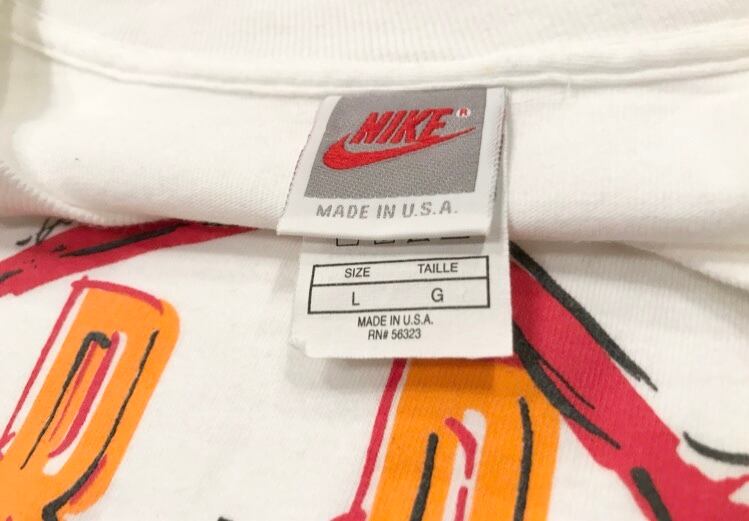 NIKE®
MADE IN U.S.A.
SIZE TAILLE
L G
MADE IN U.S.A.
RN# 56323